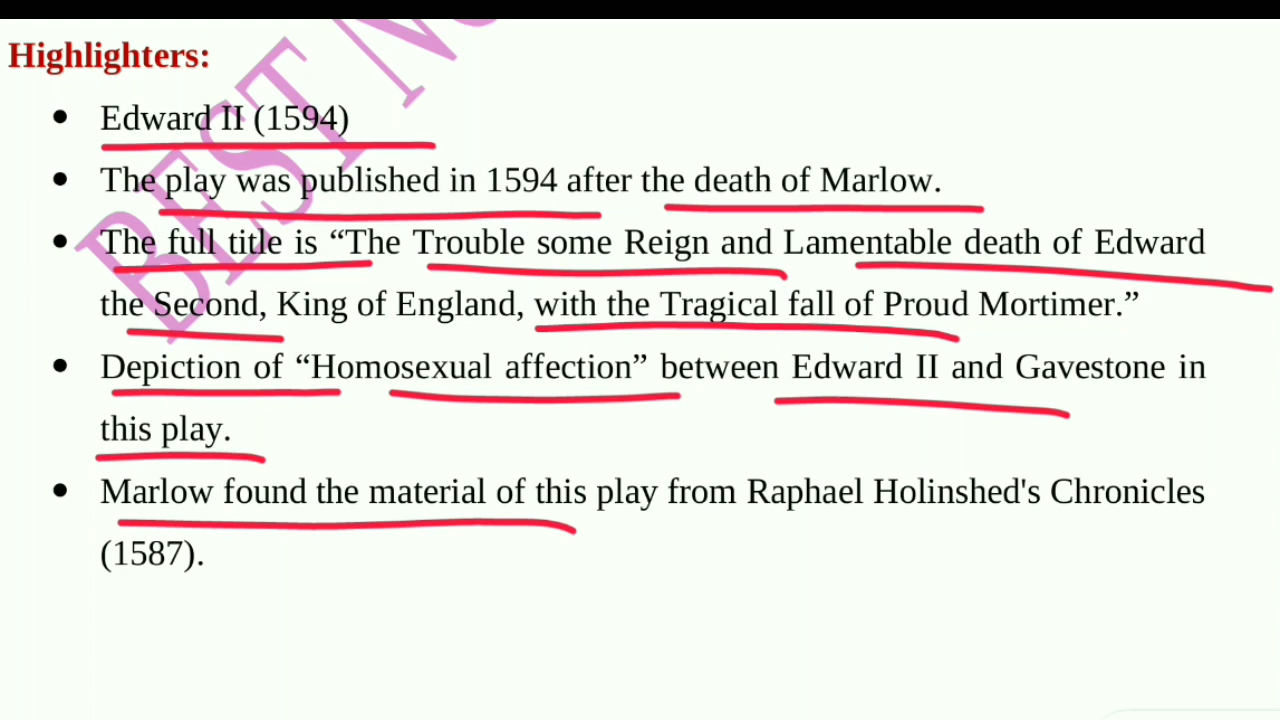 Highlighters:
• Edward II (1594)
• The play was published in 1594 after the death of Marlow.
• The full title is “The Trouble some Reign and Lamentable death of Edward
the Second, King of England, with the Tragical fall of Proud Mortimer.”
• Depiction of “Homosexual affection” between Edward II and Gavestone in
this play.
• Marlow found the material of this play from Raphael Holinshed's Chronicles
(1587).
BEST